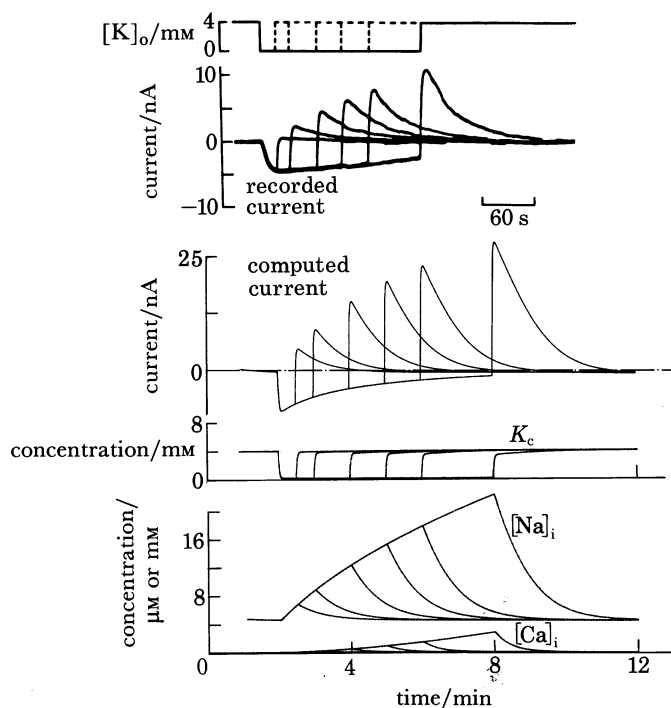 [K]o/mM
4
0
current/nA
10
0
−10
recorded
current
60 s
current/nA
25
0
computed
current
concentration/mM
8
0
Kc
concentration/
µM or mM
16
8
[Na]i
[Ca]i
0
4
8
12
time/min